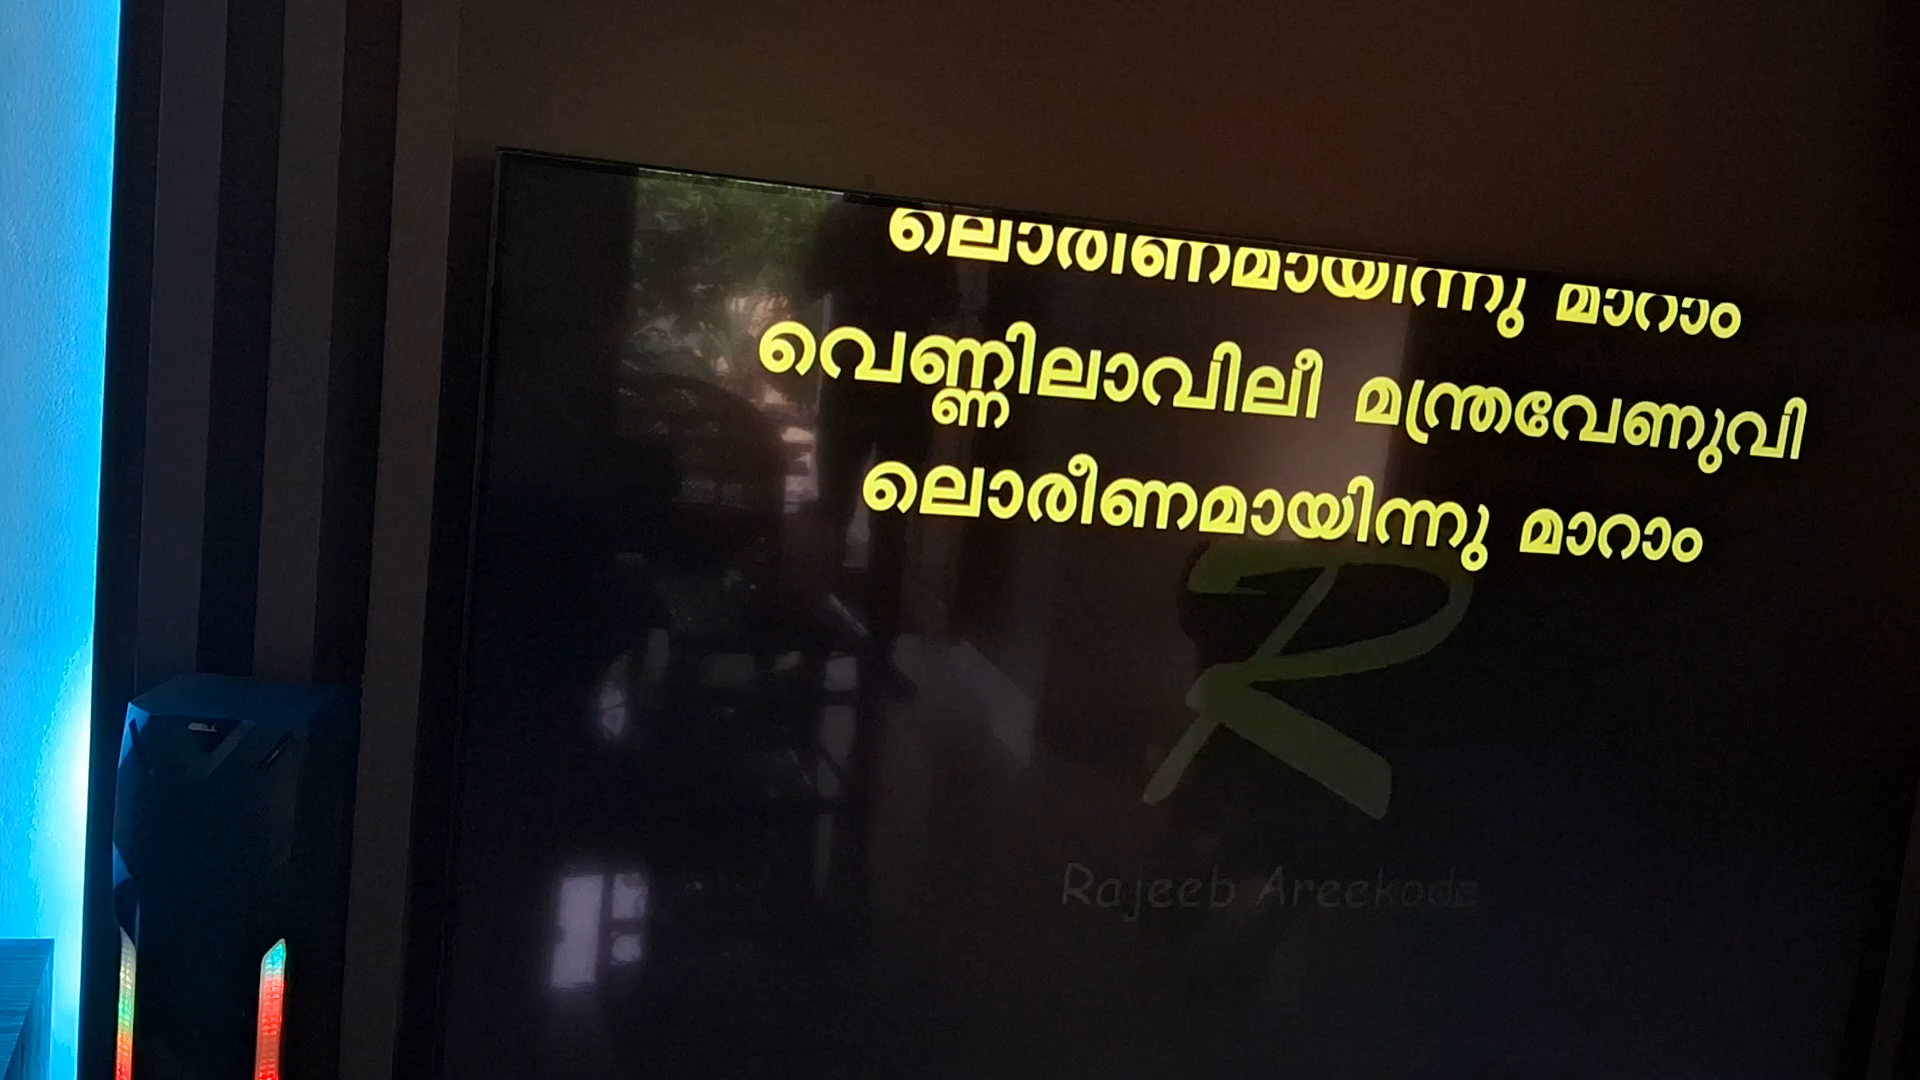 ലൊരീണമായിന്നു മാറാം
വെണ്ണിലാവിലീ മന്ത്രവേണുവി
ലൊരീണമായിന്നു മാറാം
R
Rajeeb Areekode